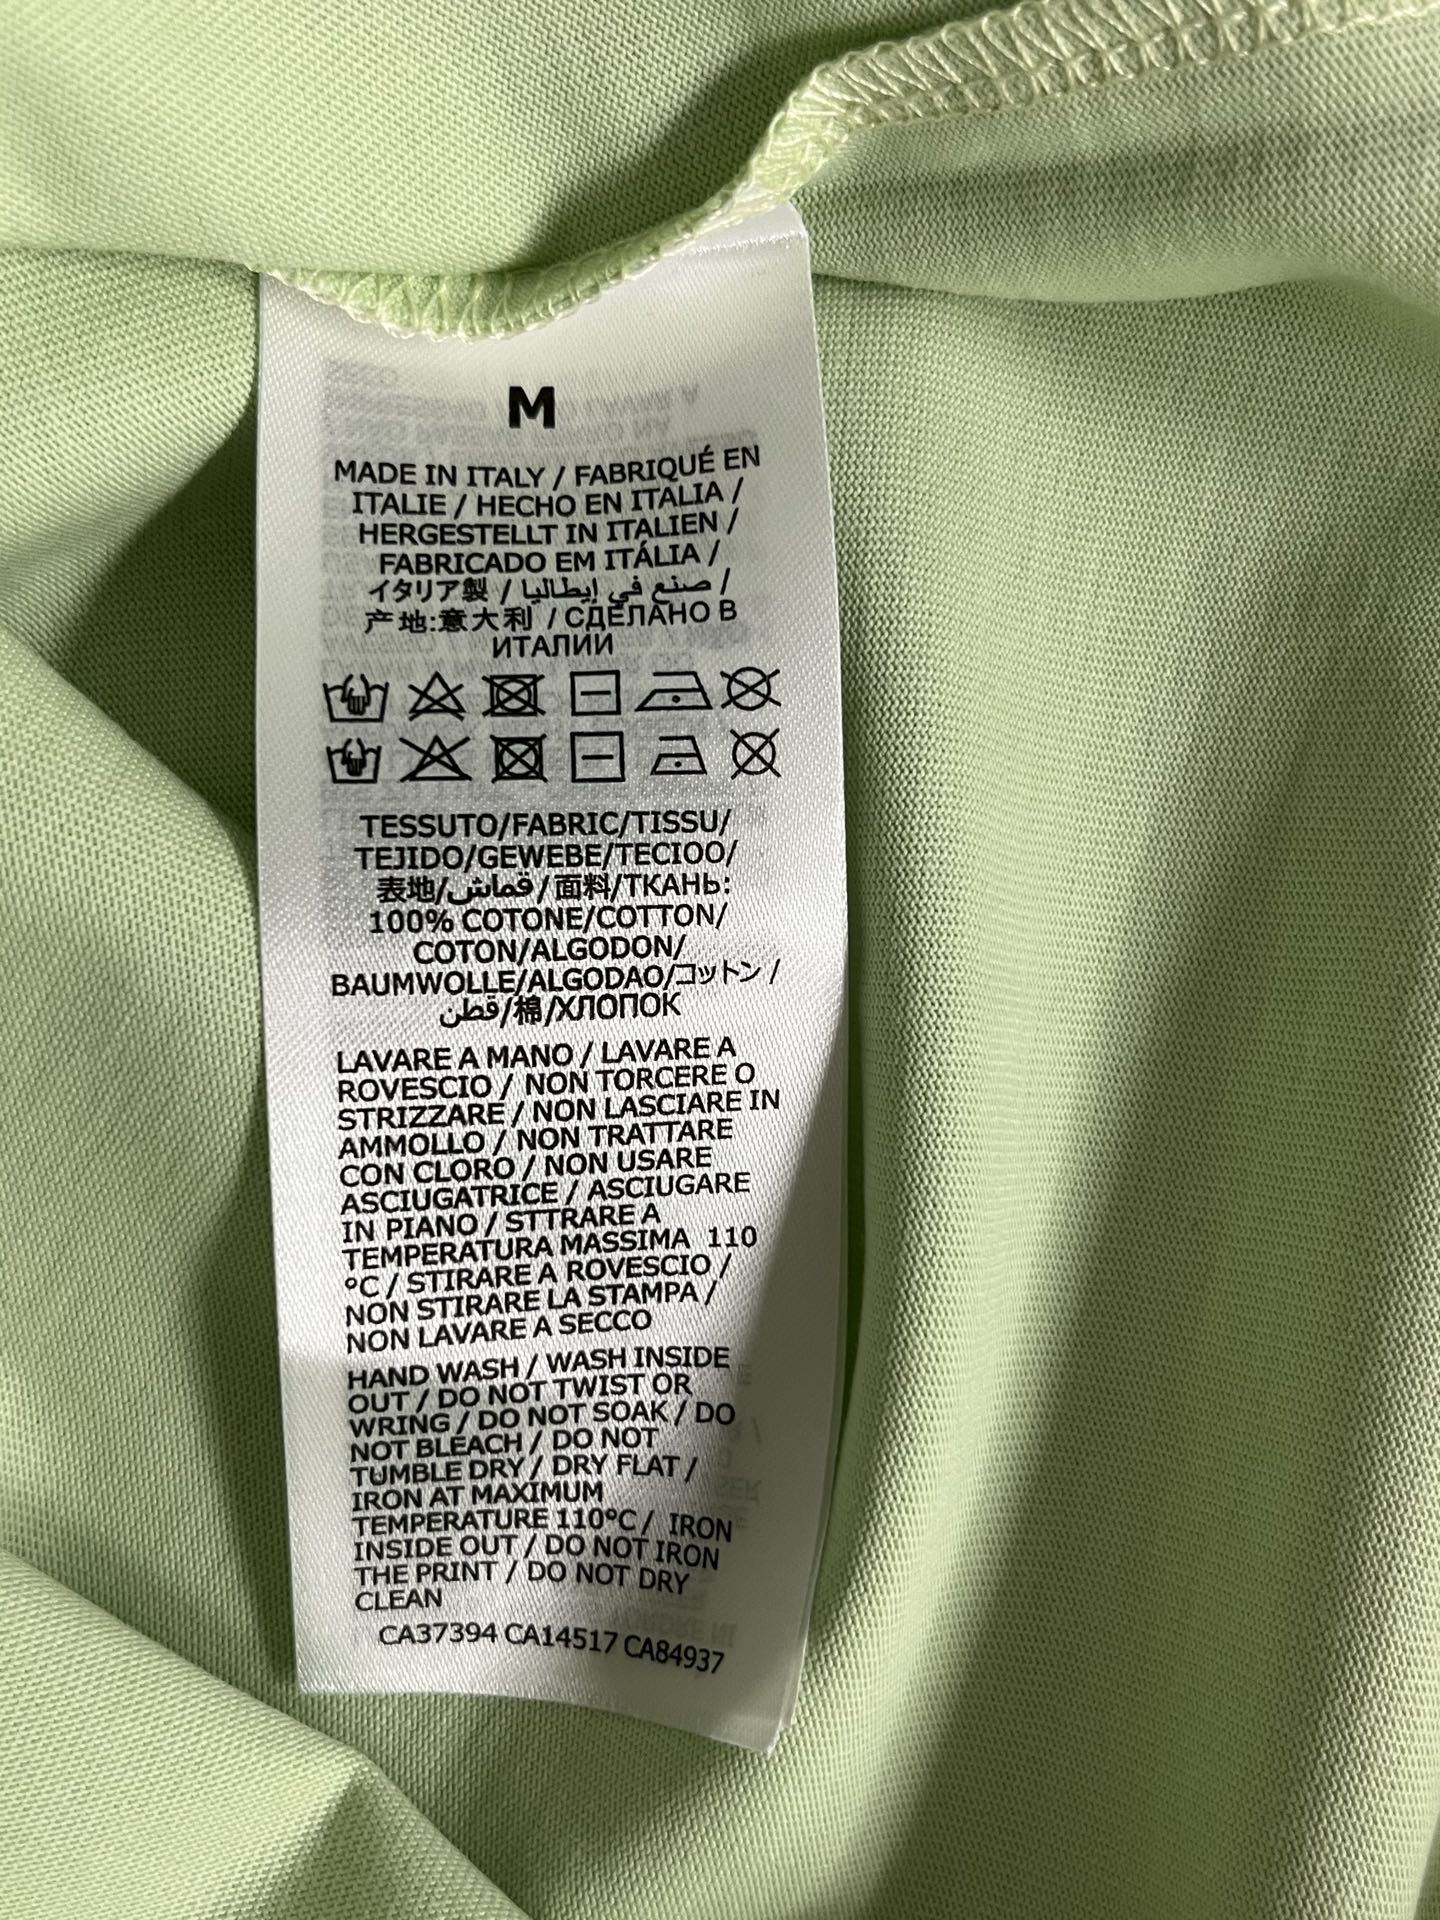 M
MADE IN ITALY / FABRIQUÉ EN
ITALIE / HECHO EN ITALIA /
HERGESTELLT IN ITALIEN /
FABRICADO EM ITÁLIA /
イタリア製 / صنع في إيطاليا /
产地:意大利 / СДЕЛАНО В
ИТАЛИИ
TESSUTO/FABRIC/TISSU/
TEJIDO/GEWEBE/TECIOO/
表地/قماش/面料/ТКАНЬ:
100% COTONE/COTTON/
COTON/ALGODON/
BAUMWOLLE/ALGODAO/コットン /
قطن/棉/ХЛОПОК
LAVARE A MANO / LAVARE A
ROVESCIO / NON TORCERE O
STRIZZARE / NON LASCIARE IN
AMMOLLO / NON TRATTARE
CON CLORO / NON USARE
ASCIUGATRICE / ASCIUGARE
IN PIANO / STTRARE A
TEMPERATURA MASSIMA 110
°C / STIRARE A ROVESCIO /
NON STIRARE LA STAMPA /
NON LAVARE A SECCO
HAND WASH / WASH INSIDE
OUT / DO NOT TWIST OR
WRING / DO NOT SOAK / DO
NOT BLEACH / DO NOT
TUMBLE DRY / DRY FLAT /
IRON AT MAXIMUM
TEMPERATURE 110°C / IRON
INSIDE OUT / DO NOT IRON
THE PRINT / DO NOT DRY
CLEAN
CA37394 CA14517 CA84937